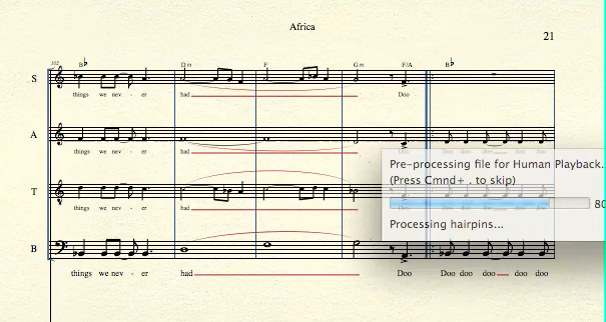 Africa
21
102
B♭ Dm F Gm F/A B♭
S
things we nev - er had Doo
A
things we nev - er had
T
things we nev - er had
B
things we nev - er had Doo Doo doo doo doo doo
Pre-processing file for Human Playback...
(Press Cmnd+ . to skip)
80
Processing hairpins...